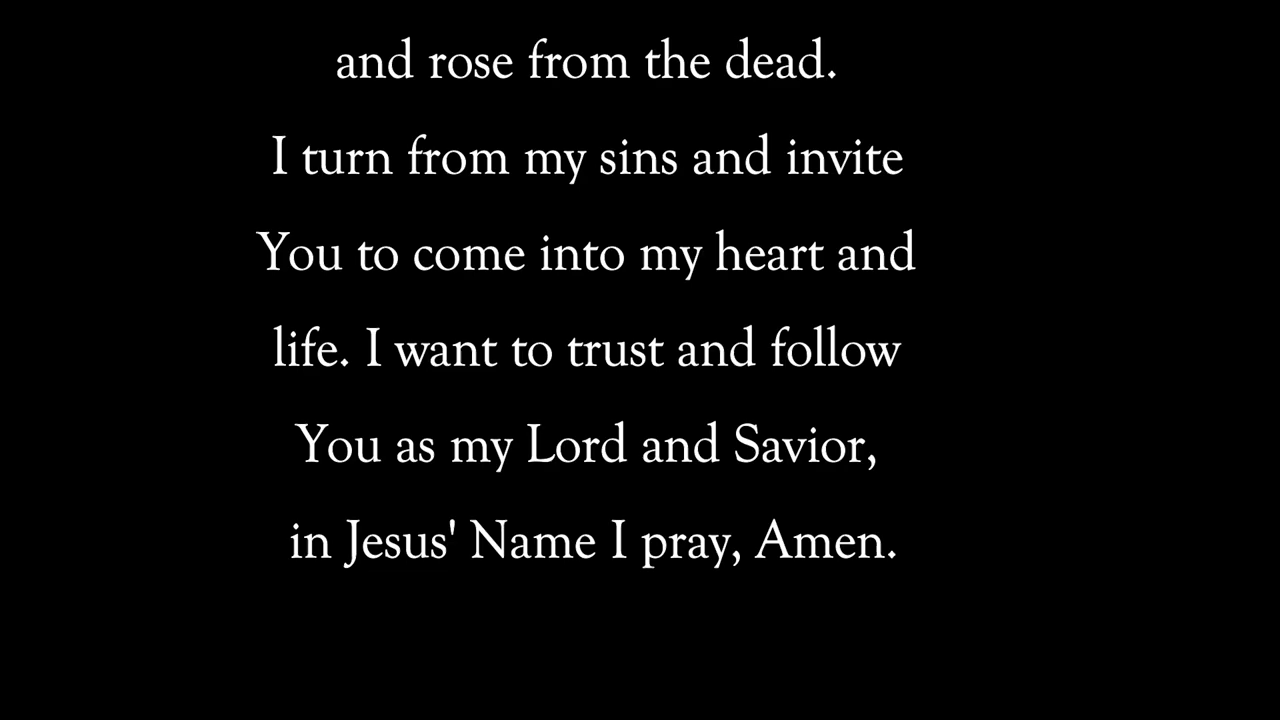 and rose from the dead.
I turn from my sins and invite
You to come into my heart and
life. I want to trust and follow
You as my Lord and Savior,
in Jesus' Name I pray, Amen.